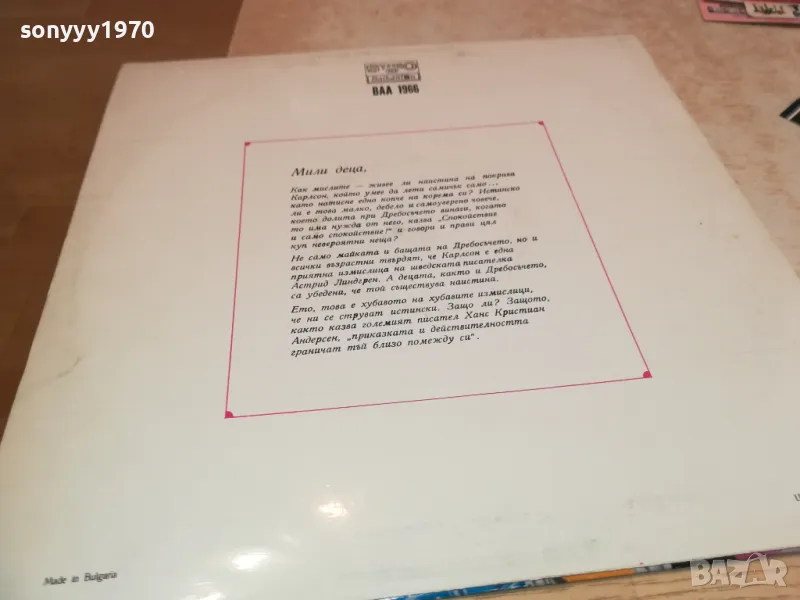 sonyyy1970
ВАА 1966
Мили деца,
Как мислите — живее ли наистина на покрива
Карлсон, който умее да лети самичък само...
като натисне едно копче на корема си? Истинско
ли е това малко, дебело и самоуверено човече,
което долита при Дребосъчето винаги, когато
то има нужда от него, казва „Спокойствие
и само спокойствие!" и говори и прави цял
куп невероятни неща?
Не само майката и бащата на Дребосъчето, но и
всички възрастни твърдят, че Карлсон е една
приятна измислица на шведската писателка
Астрид Линдгрен. А децата, както и Дребосъчето,
са убедени, че той съществува наистина.
Ето, това е хубавото на хубавите измислици,
че ни се струват истински. Защо ли? Защото,
както казва големият писател Ханс Кристиан
Андерсен, „приказката и действителността
граничат тъй близо помежду си".
Made in Bulgaria
BAZAR